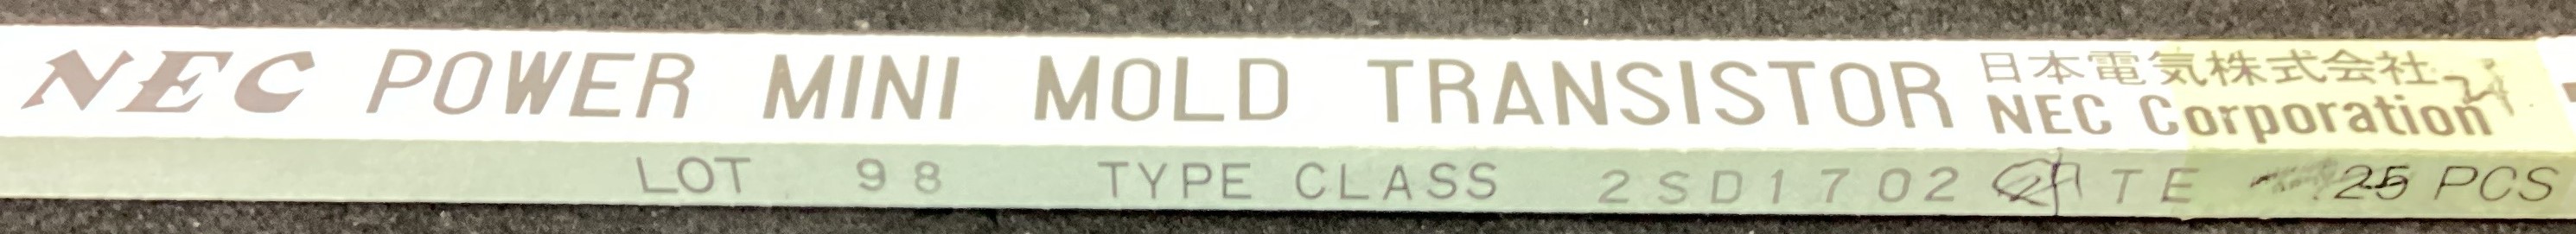 NEC POWER MINI MOLD TRANSISTOR
日本電気株式会社
NEC Corporation
LOT 98 TYPE CLASS 2SD1702 TE 25 PCS